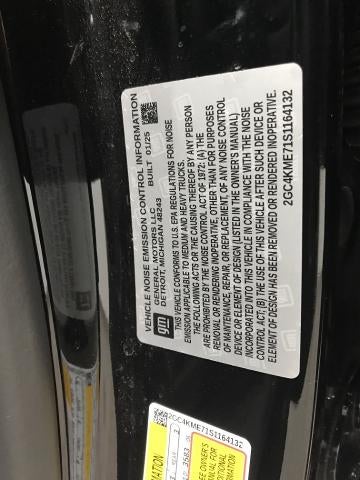 gm
VEHICLE NOISE EMISSION CONTROL INFORMATION
GENERAL MOTORS LLC BUILT 01/25
DETROIT, MICHIGAN 48243
THIS VEHICLE CONFORMS TO U.S. EPA REGULATIONS FOR NOISE
EMISSION APPLICABLE TO MEDIUM AND HEAVY TRUCKS.
THE FOLLOWING ACTS OR THE CAUSING THEREOF BY ANY PERSON
ARE PROHIBITED BY THE NOISE CONTROL ACT OF 1972: (A) THE
REMOVAL OR RENDERING INOPERATIVE, OTHER THAN FOR PURPOSES
OF MAINTENANCE, REPAIR, OR REPLACEMENT, OF ANY NOISE CONTROL
DEVICE OR ELEMENT OF DESIGN (LISTED IN THE OWNER'S MANUAL)
INCORPORATED INTO THIS VEHICLE IN COMPLIANCE WITH THE NOISE
CONTROL ACT; (B) THE USE OF THIS VEHICLE AFTER SUCH DEVICE OR
ELEMENT OF DESIGN HAS BEEN REMOVED OR RENDERED INOPERATIVE.
2GC4KME71S1164132
2GC4KME71S1164132
3583
MATION
EE OWNER'S